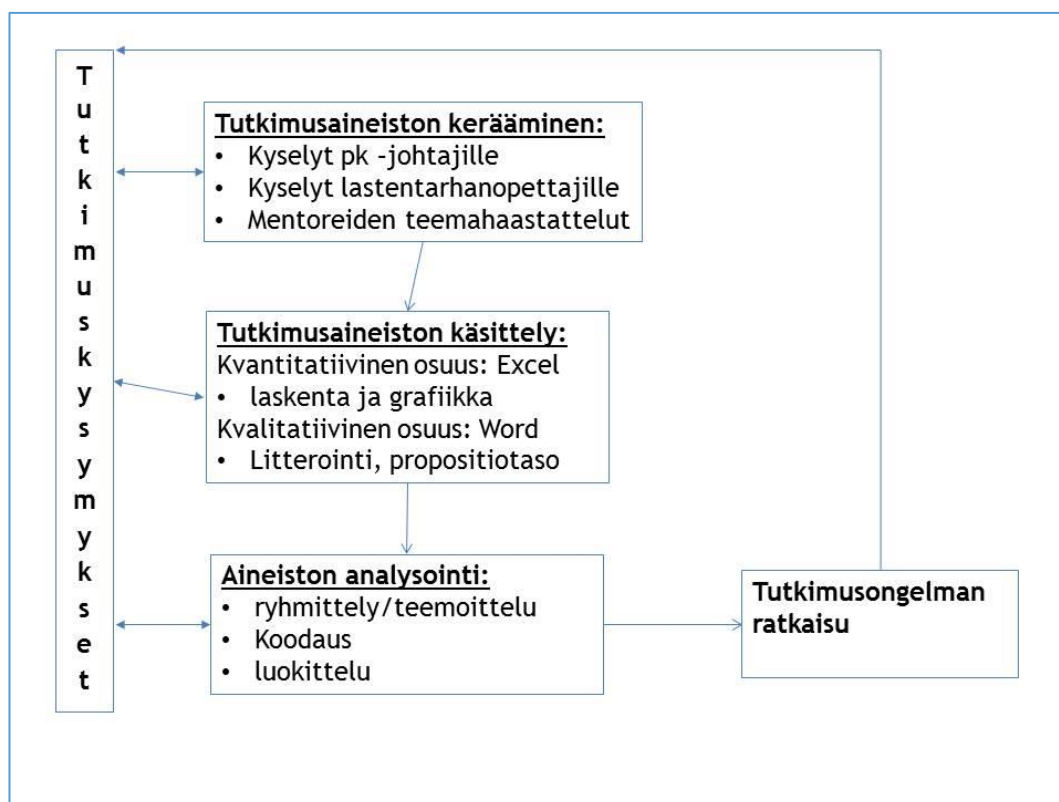 Tutkimuskysymykset
Tutkimusaineiston kerääminen:
• Kyselyt pk -johtajille
• Kyselyt lastentarhanopettajille
• Mentoreiden teemahaastattelut
Tutkimusaineiston käsittely:
Kvantitatiivinen osuus: Excel
• laskenta ja grafiikka
Kvalitatiivinen osuus: Word
• Litterointi, propositiotaso
Aineiston analysointi:
• ryhmittely/teemoittelu
• Koodaus
• luokittelu
Tutkimusongelman
ratkaisu